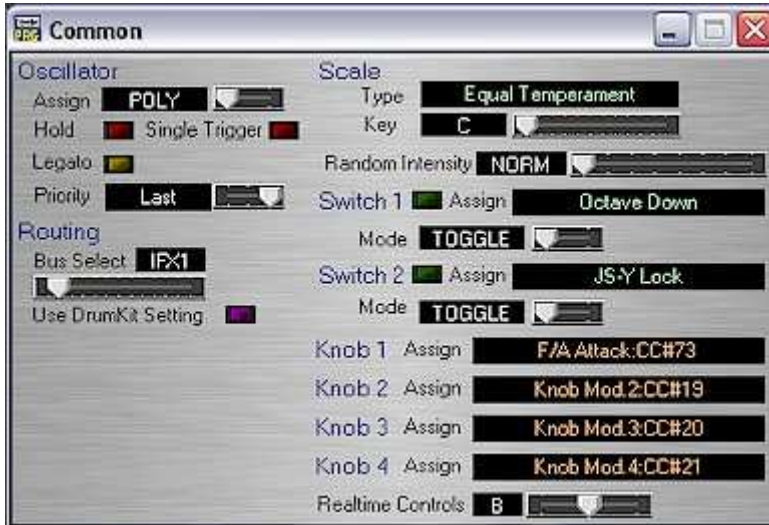 Common
Oscillator
Assign POLY
Hold Single Trigger
Legato
Priority Last
Routing
Bus Select IFX1
Use DrumKit Setting
Scale
Type Equal Temperament
Key C
Random Intensity NORM
Switch 1 Assign Octave Down
Mode TOGGLE
Switch 2 Assign JS-Y Lock
Mode TOGGLE
Knob 1 Assign F/A Attack:CC#73
Knob 2 Assign Knob Mod.2:CC#19
Knob 3 Assign Knob Mod.3:CC#20
Knob 4 Assign Knob Mod.4:CC#21
Realtime Controls B